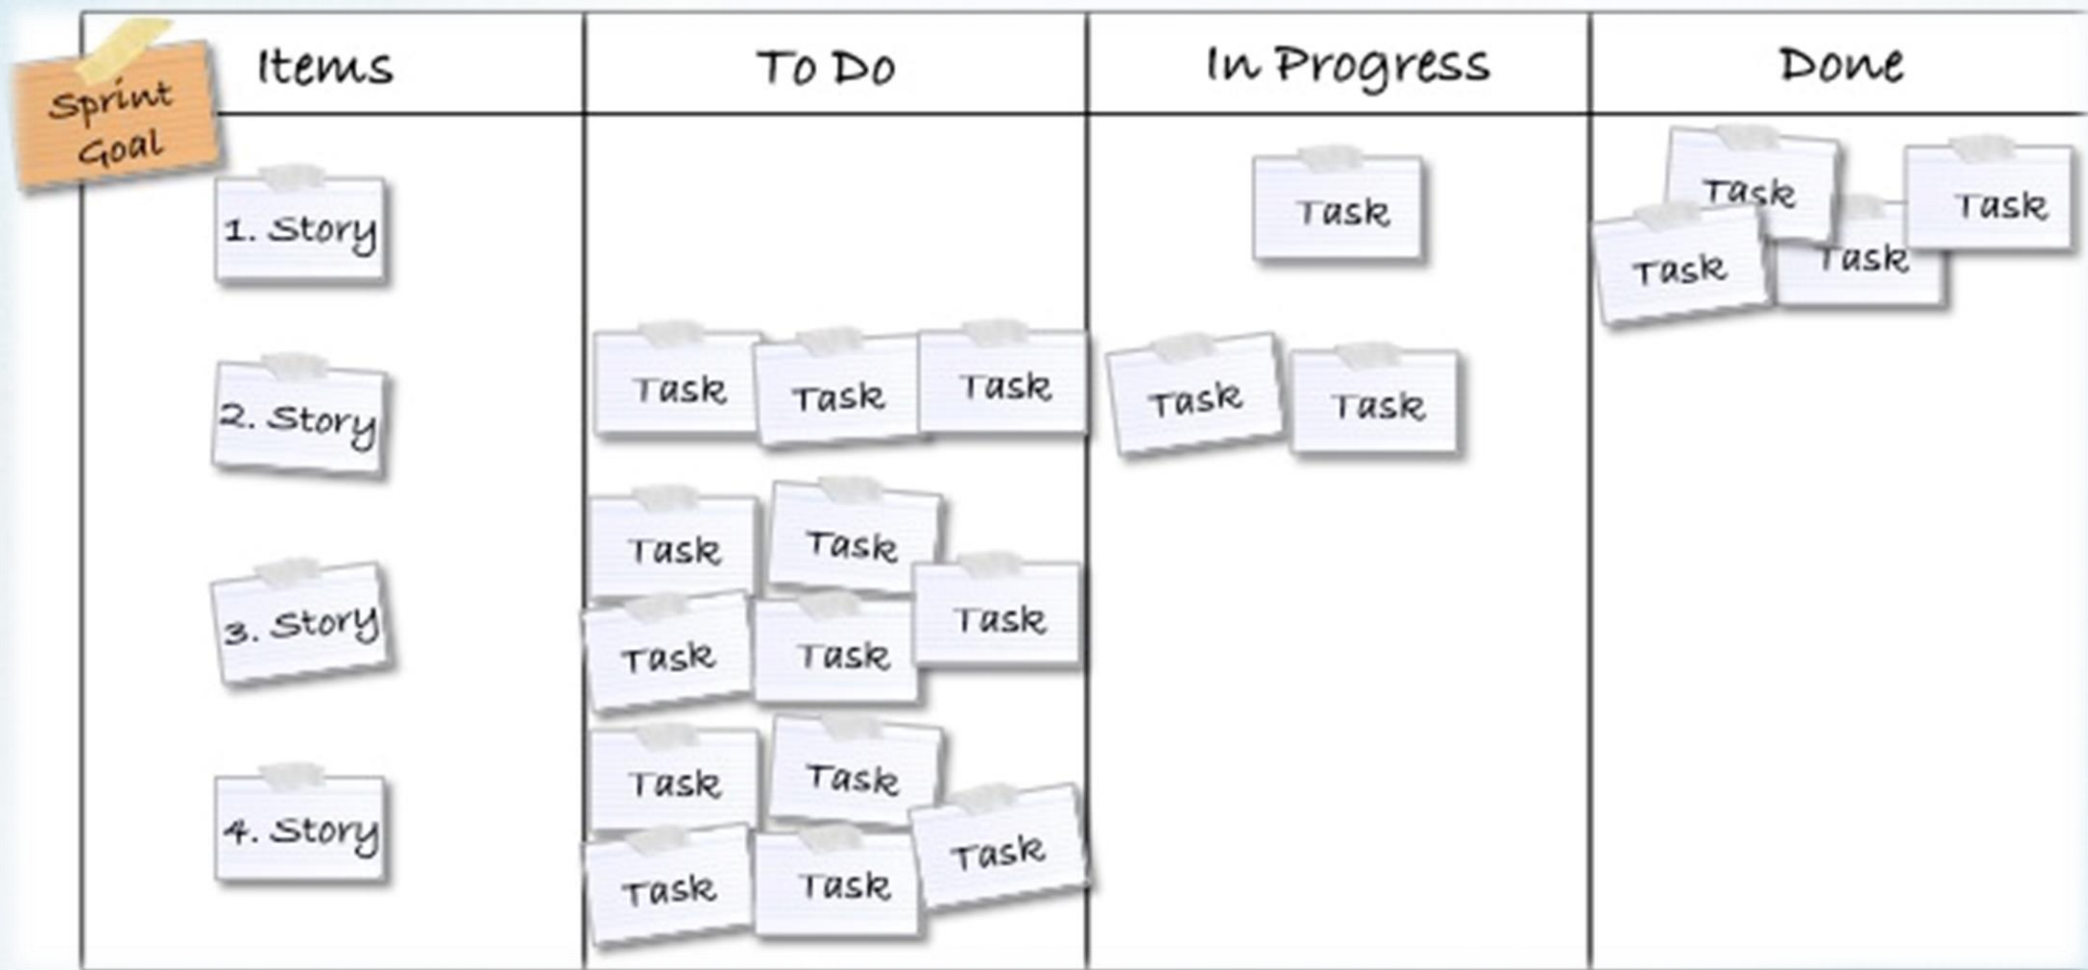 Sprint
Goal
Items
To Do
In Progress
Done
1. Story
Task
Task
Task
Task
Task
2. Story
Task
Task
Task
Task
Task
3. Story
Task
Task
Task
Task
Task
4. Story
Task
Task
Task
Task
Task